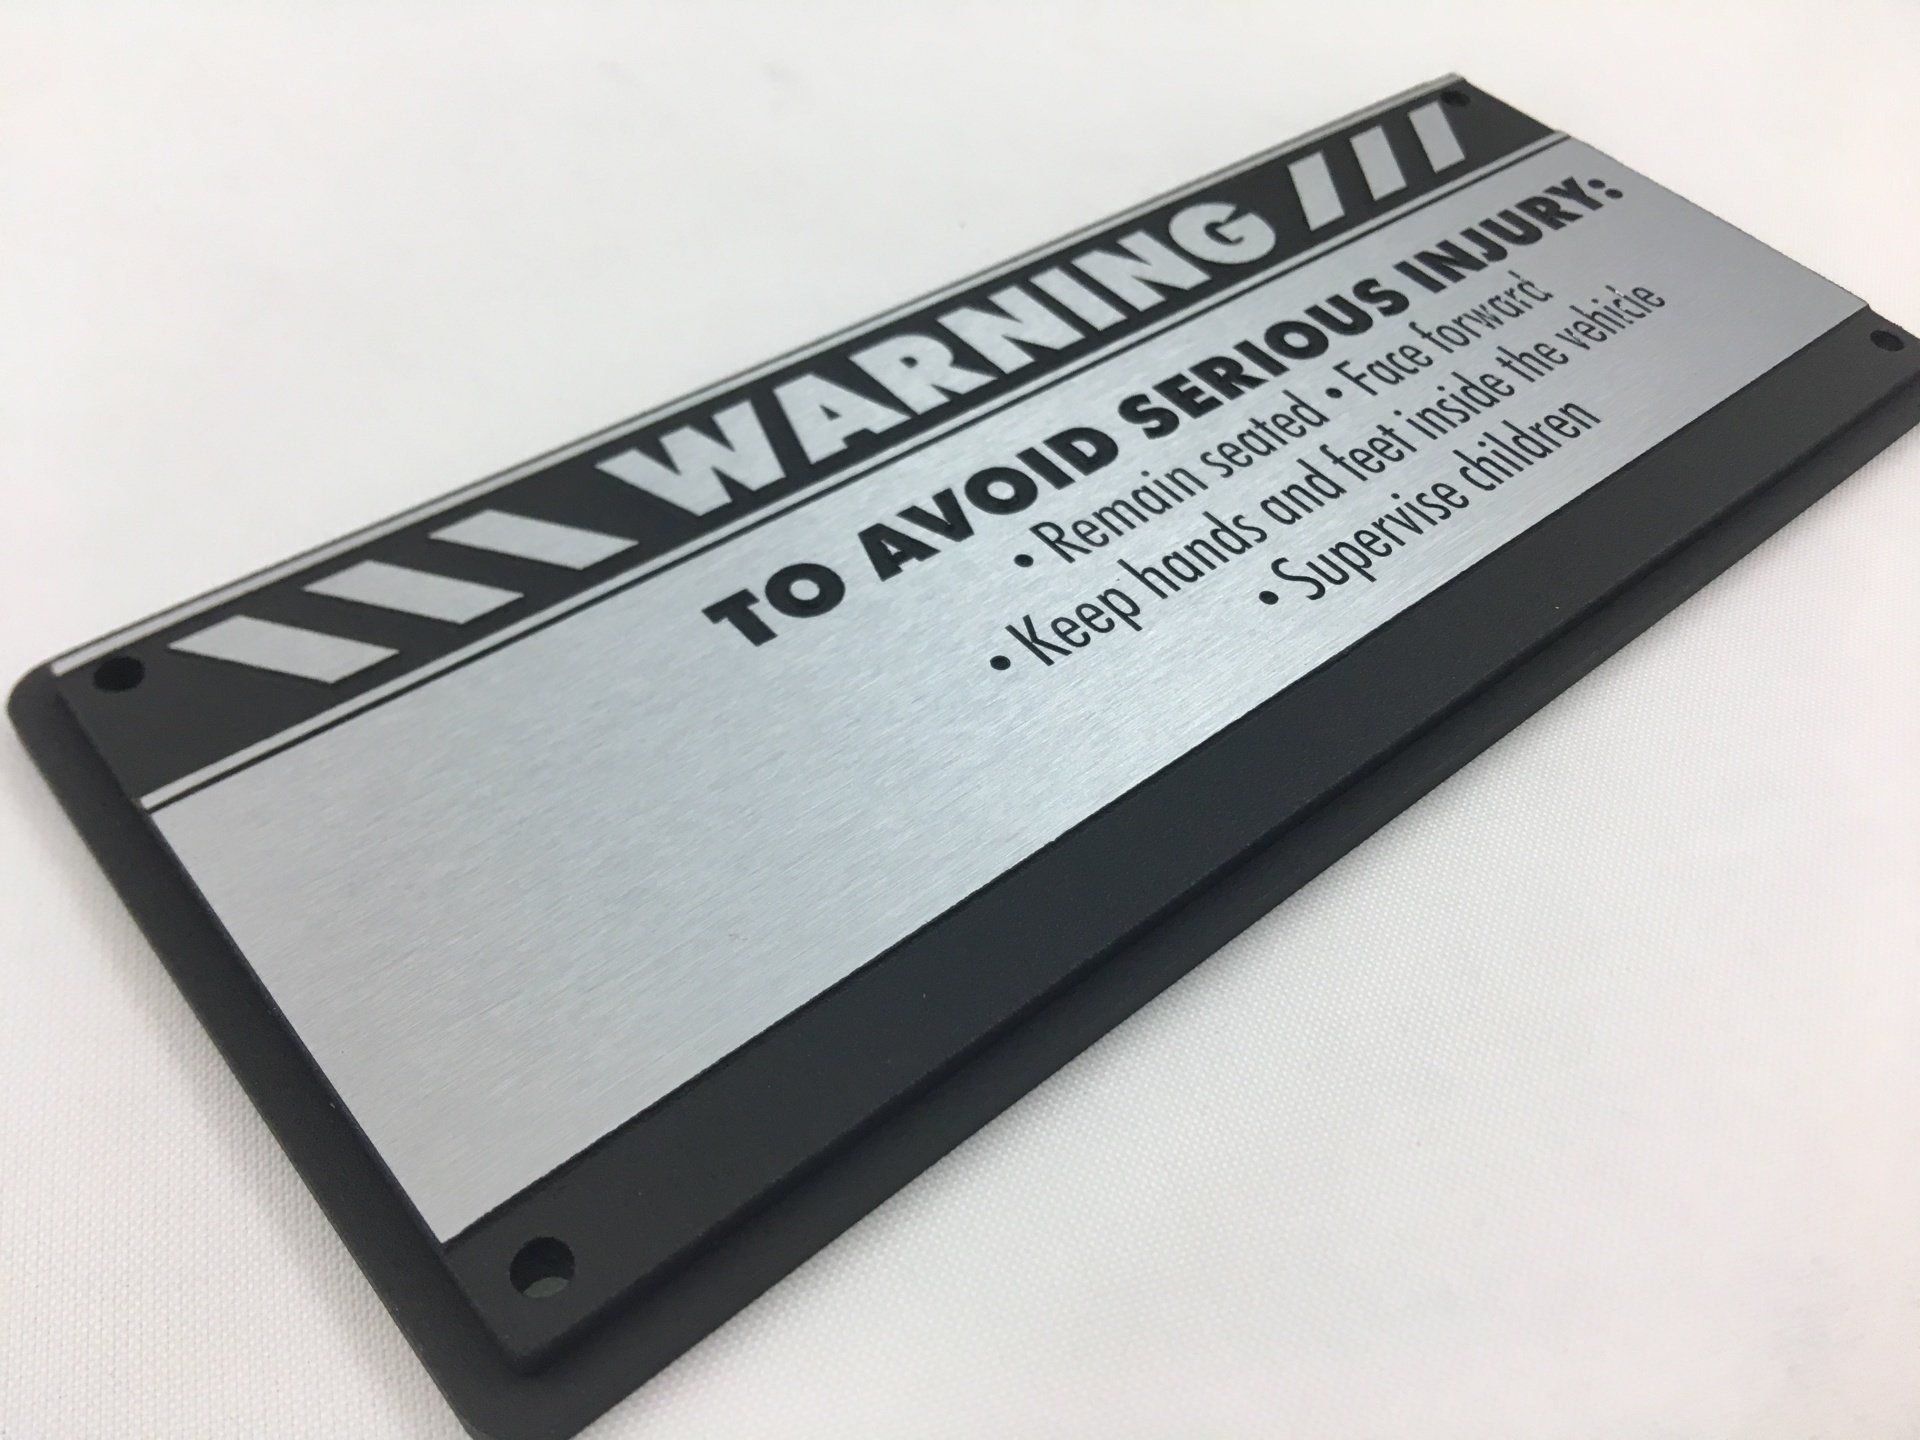 WARNING
TO AVOID SERIOUS INJURY:
• Remain seated • Face forward
• Keep hands and feet inside the vehicle
• Supervise children